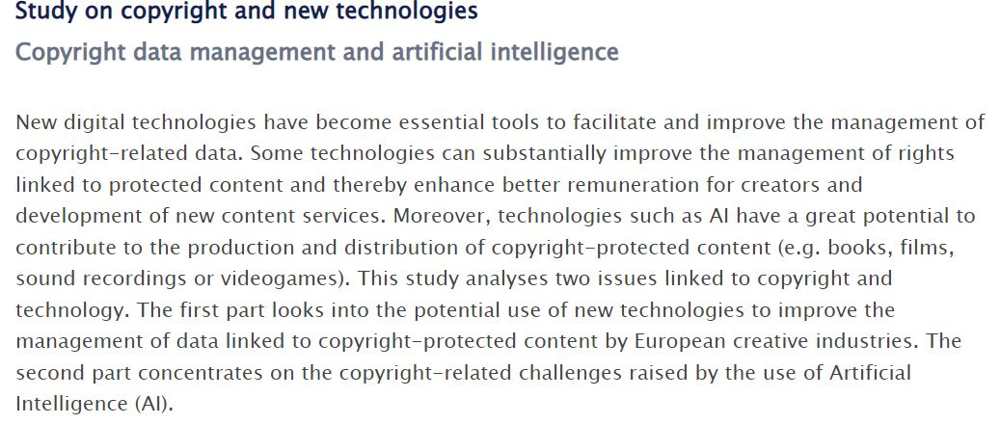 Study on copyright and new technologies
Copyright data management and artificial intelligence
New digital technologies have become essential tools to facilitate and improve the management of
copyright-related data. Some technologies can substantially improve the management of rights
linked to protected content and thereby enhance better remuneration for creators and
development of new content services. Moreover, technologies such as AI have a great potential to
contribute to the production and distribution of copyright-protected content (e.g. books, films,
sound recordings or videogames). This study analyses two issues linked to copyright and
technology. The first part looks into the potential use of new technologies to improve the
management of data linked to copyright-protected content by European creative industries. The
second part concentrates on the copyright-related challenges raised by the use of Artificial
Intelligence (AI).